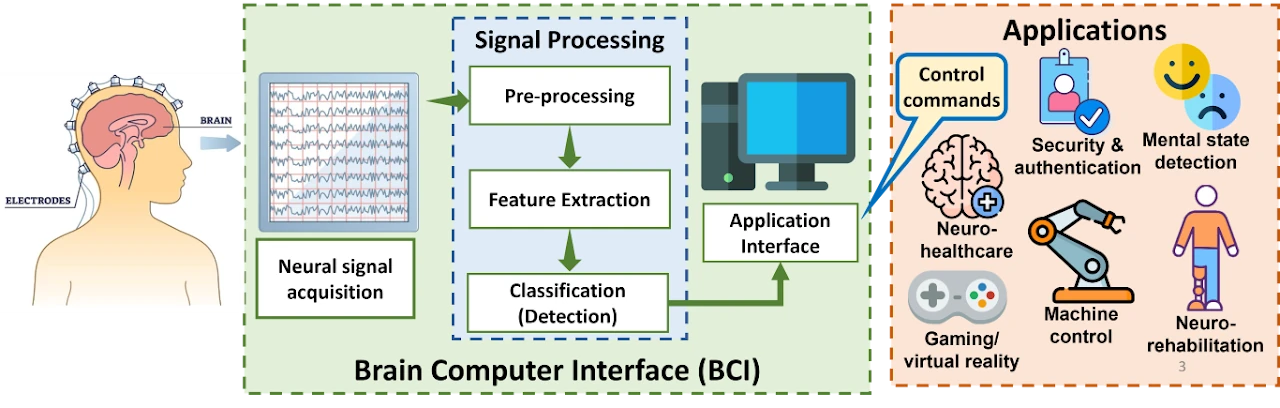 BRAIN
ELECTRODES
Neural signal
acquisition
Signal Processing
Pre-processing
Feature Extraction
Classification
(Detection)
Application
Interface
Brain Computer Interface (BCI)
Control
commands
Applications
Security &
authentication
Mental state
detection
Neuro-
healthcare
Machine
control
Neuro-
rehabilitation
Gaming/
virtual reality
3